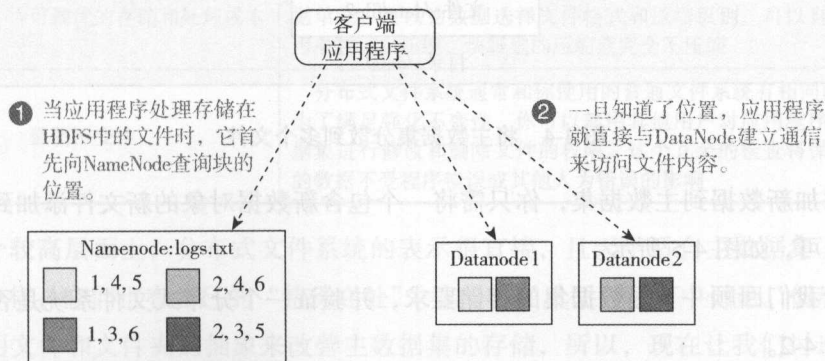 客户端
应用程序
❶ 当应用程序处理存储在
HDFS中的文件时，它首
先向NameNode查询块的
位置。
❷ 一旦知道了位置，应用程序
就直接与DataNode建立通信
来访问文件内容。
Namenode:logs.txt
1,4,5
2,4,6
1,3,6
2,3,5
Datanode1
Datanode2